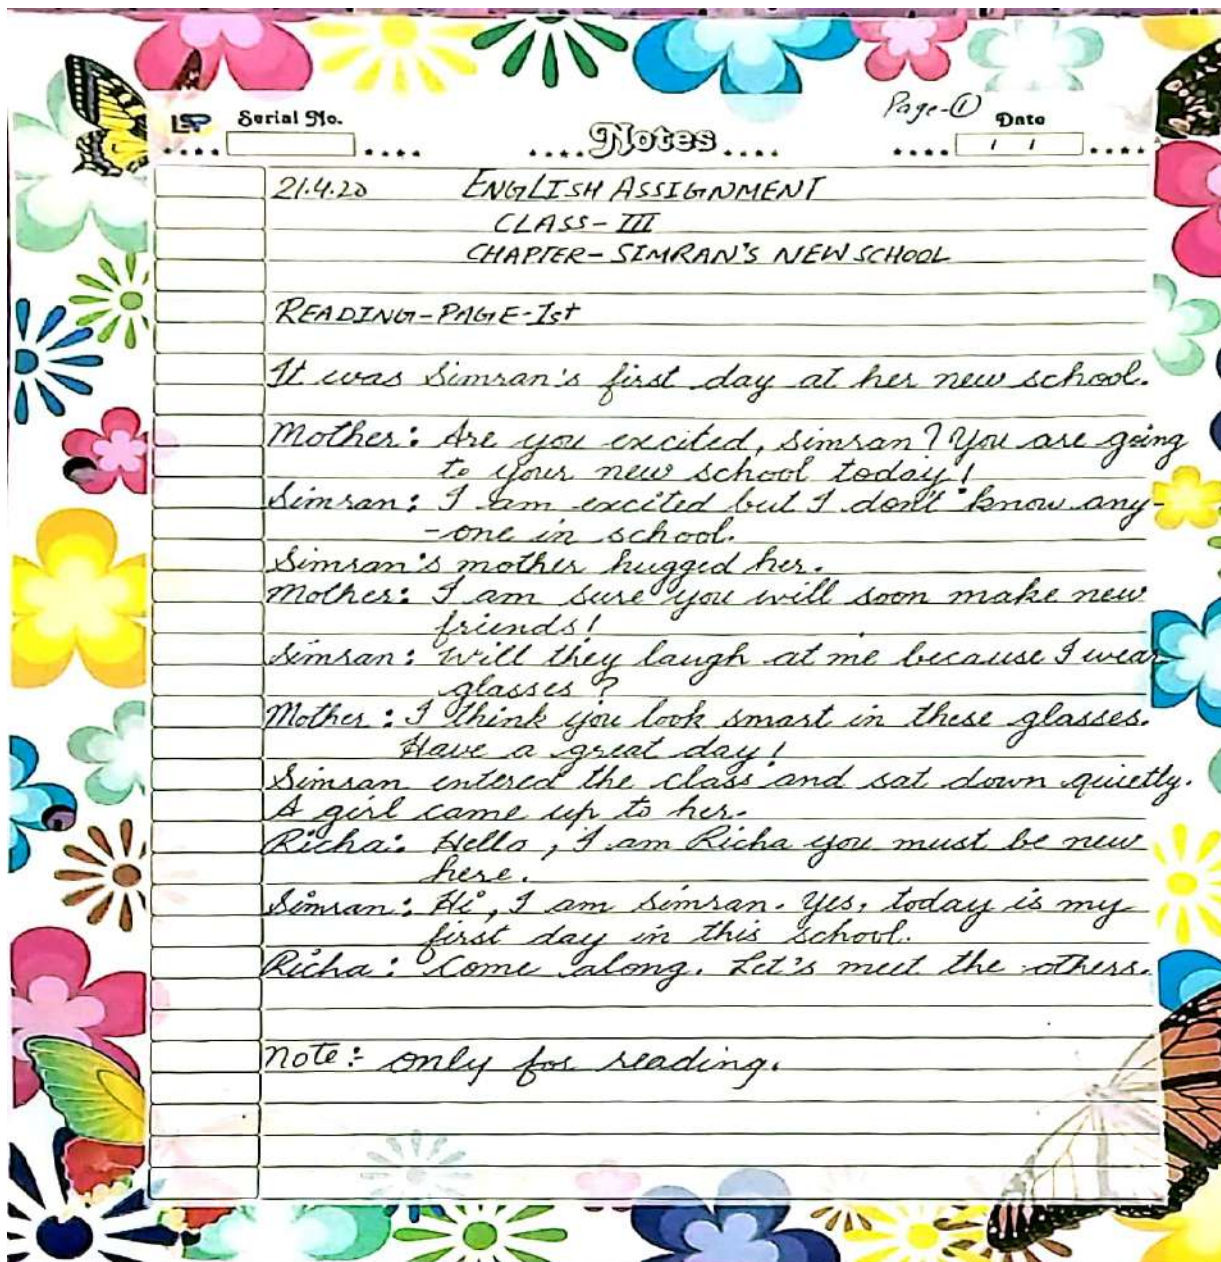 Page-①
LSP Serial No. Notes Date
21.4.20 ENGLISH ASSIGNMENT
CLASS-III
CHAPTER-SIMRAN'S NEW SCHOOL
READING-PAGE-1st
It was Simran's first day at her new school.
Mother: Are you excited, Simran? You are going
to your new school today!
Simran: I am excited but I don't know any-
-one in school.
Simran's mother hugged her.
Mother: I am sure you will soon make new
friends!
Simran: Will they laugh at me because I wear
glasses?
Mother: I think you look smart in these glasses.
Have a great day!
Simran entered the class and sat down quietly.
A girl came up to her.
Richa: Hello, I am Richa you must be new
here.
Simran: Hi, I am Simran. Yes, today is my
first day in this school.
Richa: Come along. Let's meet the others.
Note:- only for reading.